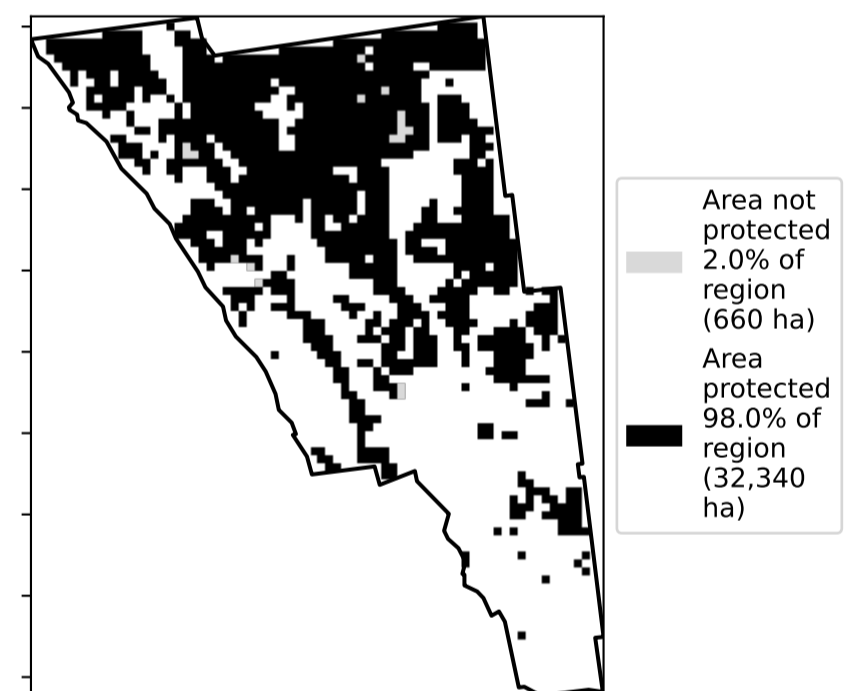 Area not
protected
2.0% of
region
(660 ha)
Area
protected
98.0% of
region
(32,340
ha)